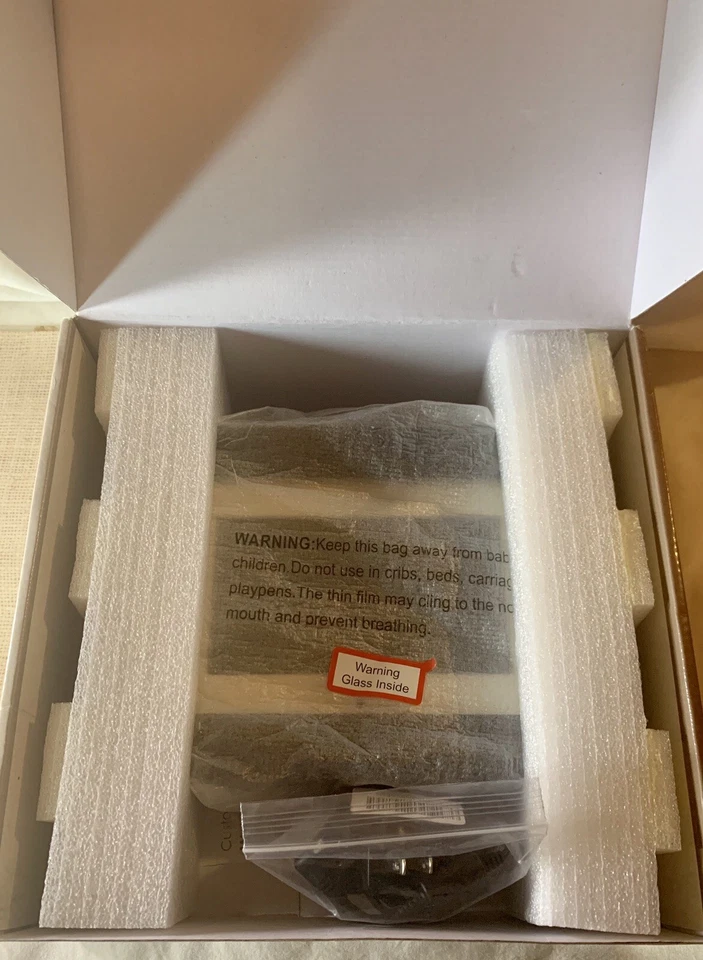 WARNING:Keep this bag away from bab
children.Do not use in cribs, beds, carriag
playpens.The thin film may cling to the no
mouth and prevent breathing.
Warning
Glass Inside